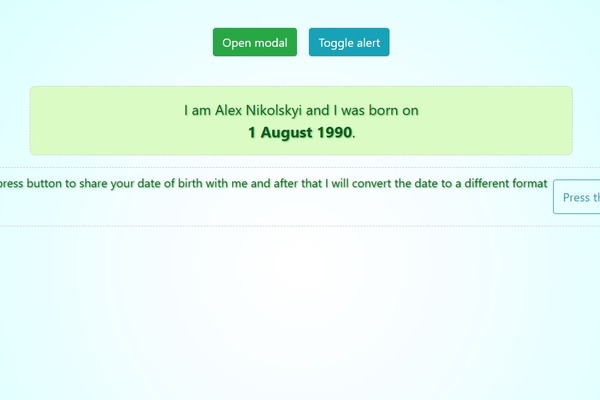 Open modal
Toggle alert
I am Alex Nikolskyi and I was born on
1 August 1990.
press button to share your date of birth with me and after that I will convert the date to a different format
Press